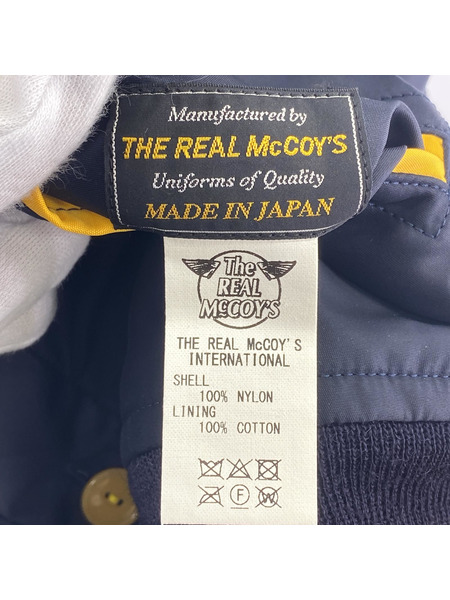 Manufactured by
THE REAL McCOY'S
Uniforms of Quality
MADE IN JAPAN
The
REAL
McCOY'S
THE REAL McCOY'S
INTERNATIONAL
SHELL
100% NYLON
LINING
100% COTTON
F W